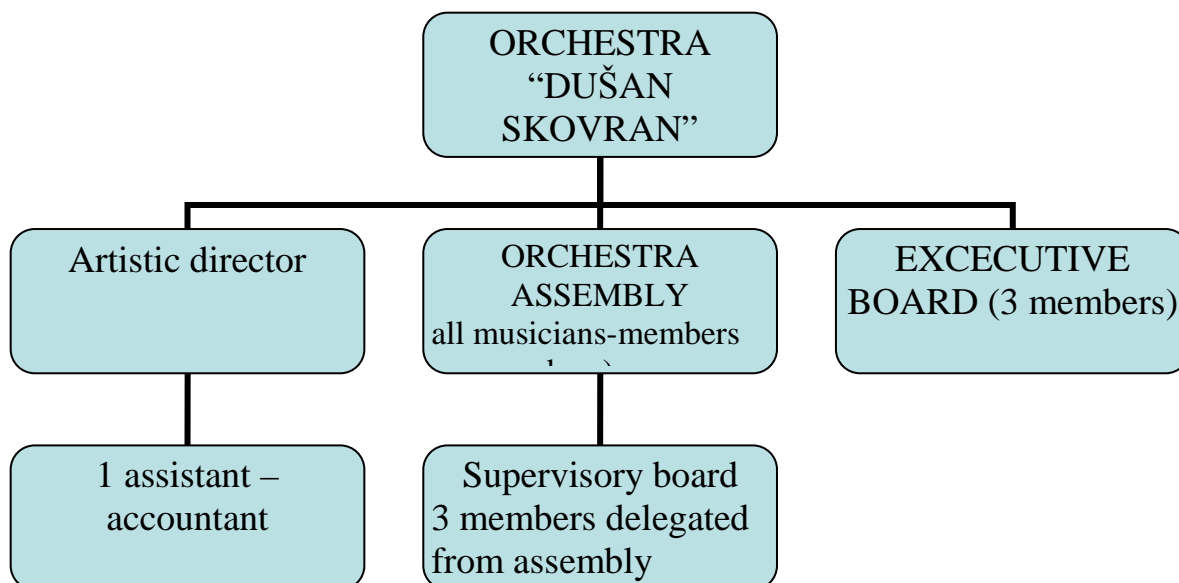 ORCHESTRA
“DUŠAN
SKOVRAN”
Artistic director
ORCHESTRA
ASSEMBLY
all musicians-members
EXCECUTIVE
BOARD (3 members)
1 assistant –
accountant
Supervisory board
3 members delegated
from assembly